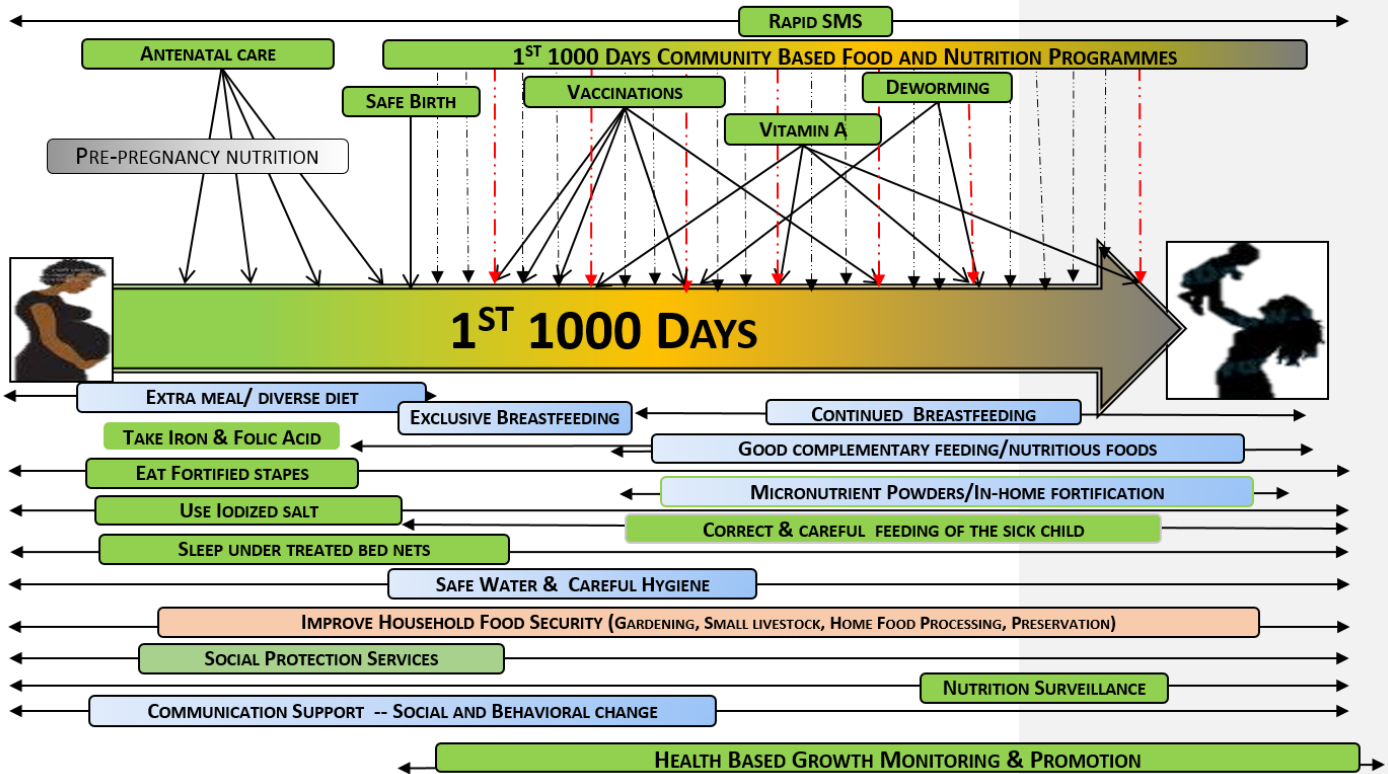 RAPID SMS
ANTENATAL CARE
1ST 1000 DAYS COMMUNITY BASED FOOD AND NUTRITION PROGRAMMES
SAFE BIRTH
VACCINATIONS
DEWORMING
VITAMIN A
PRE-PREGNANCY NUTRITION
1ST 1000 DAYS
EXTRA MEAL/ DIVERSE DIET
EXCLUSIVE BREASTFEEDING
CONTINUED BREASTFEEDING
TAKE IRON & FOLIC ACID
GOOD COMPLEMENTARY FEEDING/NUTRITIOUS FOODS
EAT FORTIFIED STAPES
MICRONUTRIENT POWDERS/IN-HOME FORTIFICATION
USE IODIZED SALT
CORRECT & CAREFUL FEEDING OF THE SICK CHILD
SLEEP UNDER TREATED BED NETS
SAFE WATER & CAREFUL HYGIENE
IMPROVE HOUSEHOLD FOOD SECURITY (GARDENING, SMALL LIVESTOCK, HOME FOOD PROCESSING, PRESERVATION)
SOCIAL PROTECTION SERVICES
NUTRITION SURVEILLANCE
COMMUNICATION SUPPORT -- SOCIAL AND BEHAVIORAL CHANGE
HEALTH BASED GROWTH MONITORING & PROMOTION